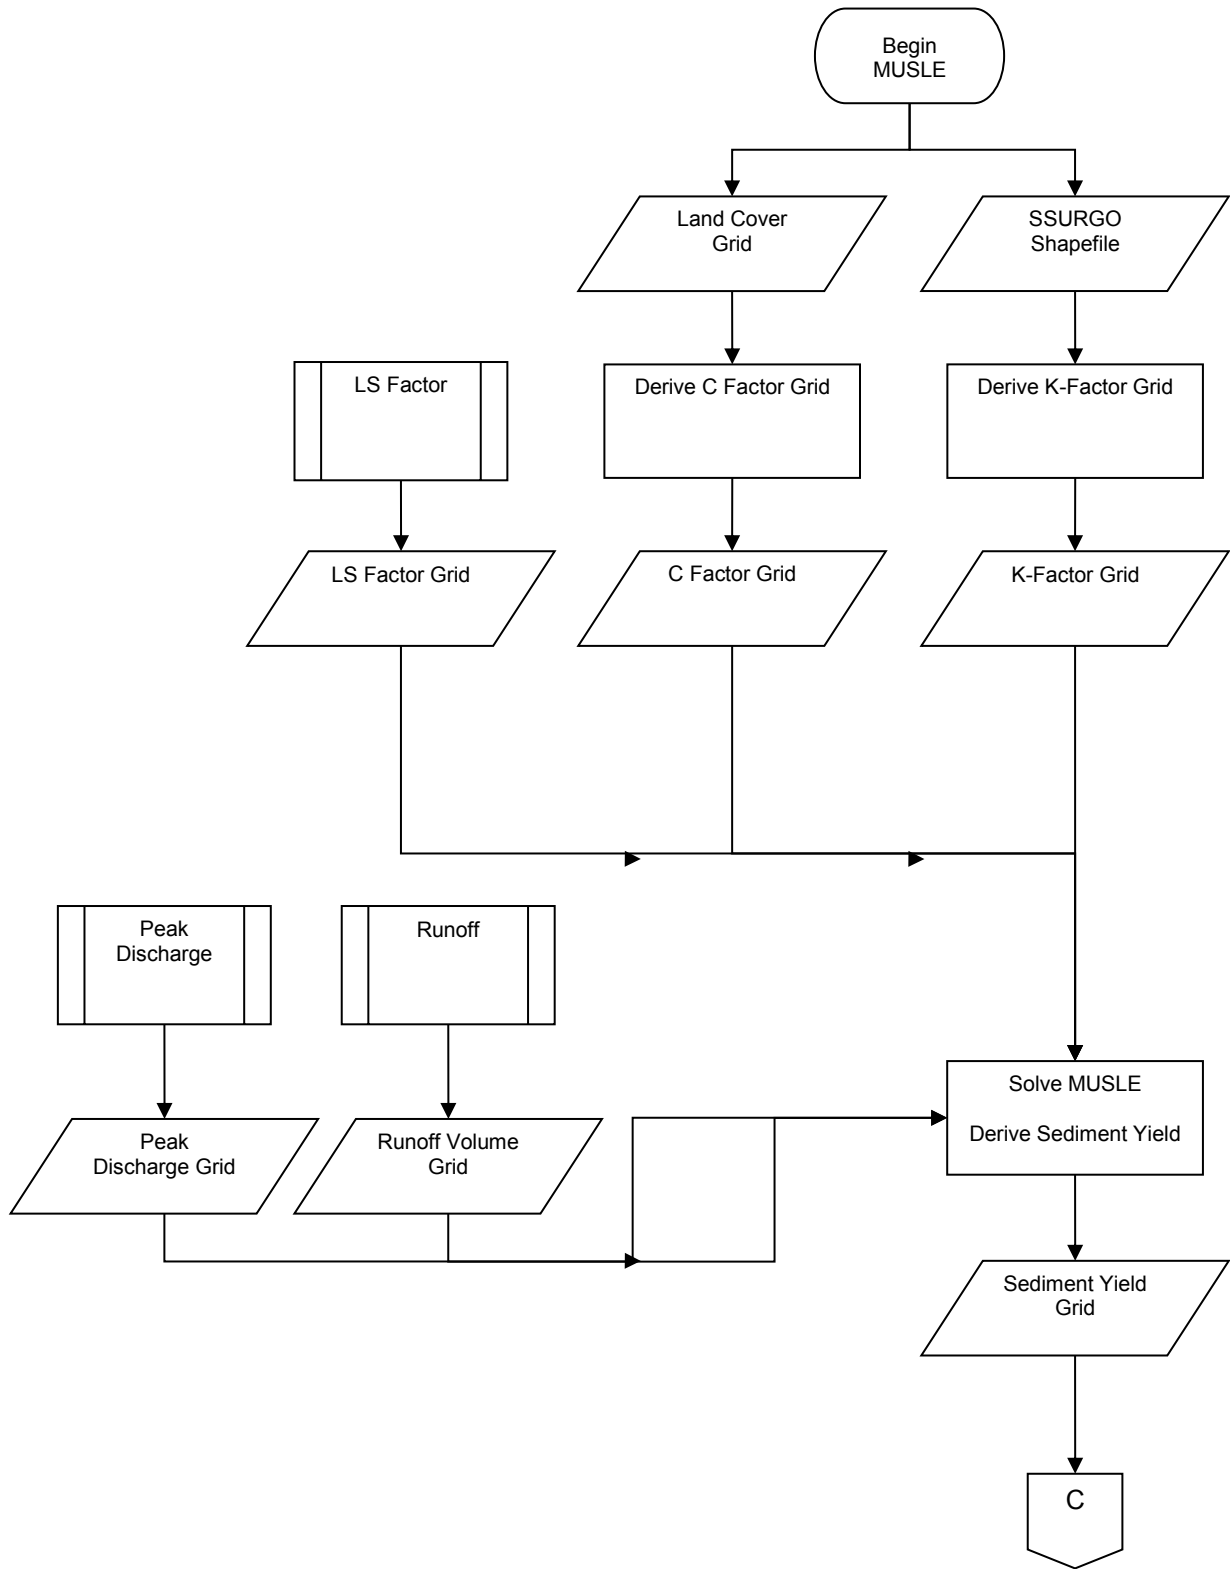 Begin
MUSLE
Land Cover
Grid
SSURGO
Shapefile
LS Factor
Derive C Factor Grid
Derive K-Factor Grid
LS Factor Grid
C Factor Grid
K-Factor Grid
Peak
Discharge
Runoff
Solve MUSLE
Derive Sediment Yield
Peak
Discharge Grid
Runoff Volume
Grid
Sediment Yield
Grid
C